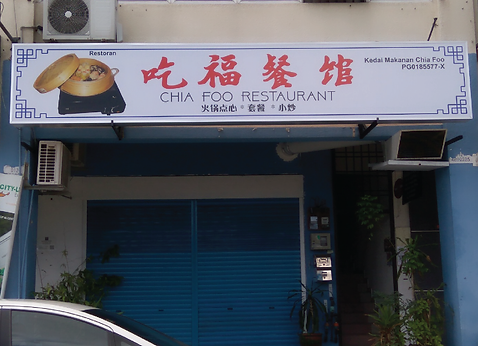 Restoran
吃福餐馆
Kedai Makanan Chia Foo
PG0185577-X
CHIA FOO RESTAURANT
火锅点心 * 套餐 * 小炒
CITY-L